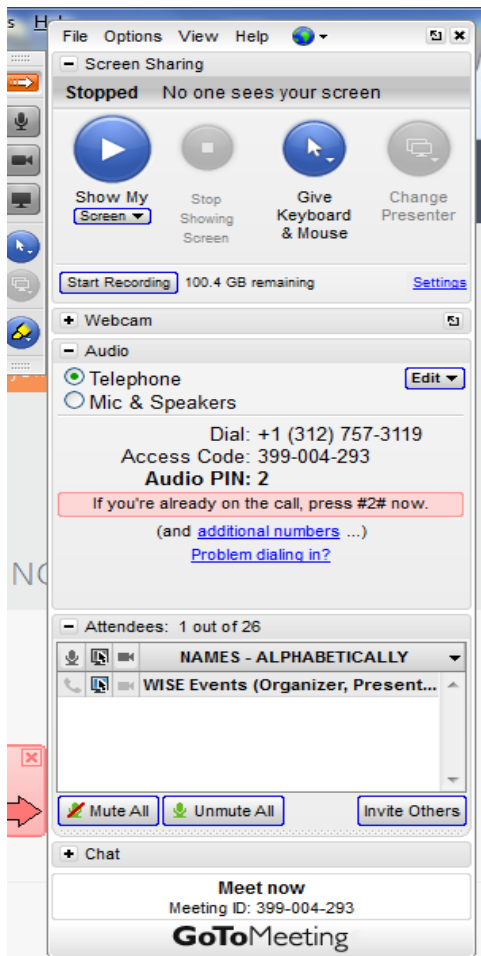 s H
File Options View Help
Screen Sharing
Stopped No one sees your screen
Show My
Screen
Stop
Showing
Screen
Give
Keyboard
& Mouse
Change
Presenter
Start Recording 100.4 GB remaining Settings
Webcam
Audio
Telephone Edit
Mic & Speakers
Dial: +1 (312) 757-3119
Access Code: 399-004-293
Audio PIN: 2
If you're already on the call, press #2# now.
(and additional numbers ...)
Problem dialing in?
NO
Attendees: 1 out of 26
NAMES - ALPHABETICALLY
WISE Events (Organizer, Present...
Mute All Unmute All Invite Others
Chat
Meet now
Meeting ID: 399-004-293
GoToMeeting